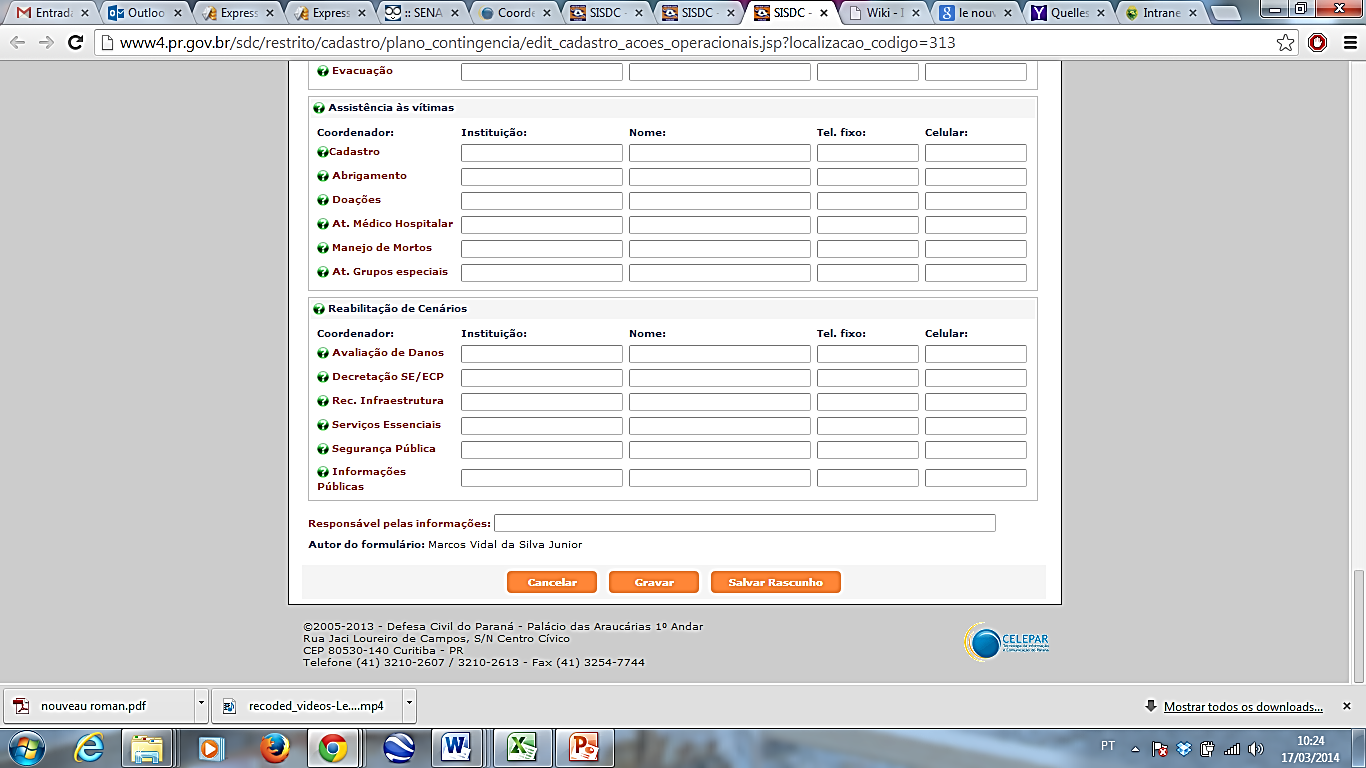 Entrad
Outloo
Express
Express
:: SENA
Coorde
SISDC -
SISDC -
SISDC -
Wiki - I
le nouv
Quelles
Intrane
www4.pr.gov.br/sdc/restrito/cadastro/plano_contingencia/edit_cadastro_acoes_operacionais.jsp?localizacao_codigo=313
Evacuação
Assistência às vítimas
Coordenador: Instituição: Nome: Tel. fixo: Celular:
Cadastro
Abrigamento
Doações
At. Médico Hospitalar
Manejo de Mortos
At. Grupos especiais
Reabilitação de Cenários
Coordenador: Instituição: Nome: Tel. fixo: Celular:
Avaliação de Danos
Decretação SE/ECP
Rec. Infraestrutura
Serviços Essenciais
Segurança Pública
Informações
Públicas
Responsável pelas informações:
Autor do formulário: Marcos Vidal da Silva Junior
Cancelar Gravar Salvar Rascunho
©2005-2013 - Defesa Civil do Paraná - Palácio das Araucárias 1º Andar
Rua Jaci Loureiro de Campos, S/N Centro Cívico
CEP 80530-140 Curitiba - PR
Telefone (41) 3210-2607 / 3210-2613 - Fax (41) 3254-7744
CELEPAR
nouveau roman.pdf
recoded_videos-Le....mp4
Mostrar todos os downloads...
PT
10:24
17/03/2014